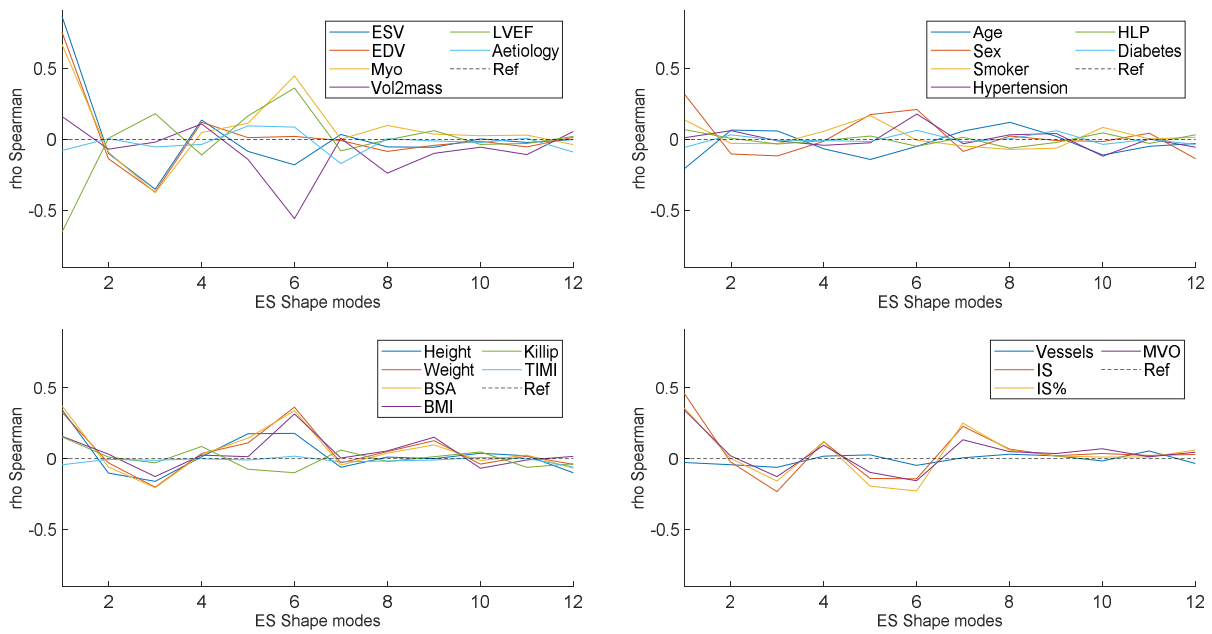 ESV LVEF
EDV Aetiology
Myo Ref
Vol2mass
0.5
0
-0.5
rho Spearman
2 4 6 8 10 12
ES Shape modes
Age HLP
Sex Diabetes
Smoker Ref
Hypertension
0.5
0
-0.5
rho Spearman
2 4 6 8 10 12
ES Shape modes
Height Killip
Weight TIMI
BSA Ref
BMI
0.5
0
-0.5
rho Spearman
2 4 6 8 10 12
ES Shape modes
Vessels MVO
IS Ref
IS%
0.5
0
-0.5
rho Spearman
2 4 6 8 10 12
ES Shape modes